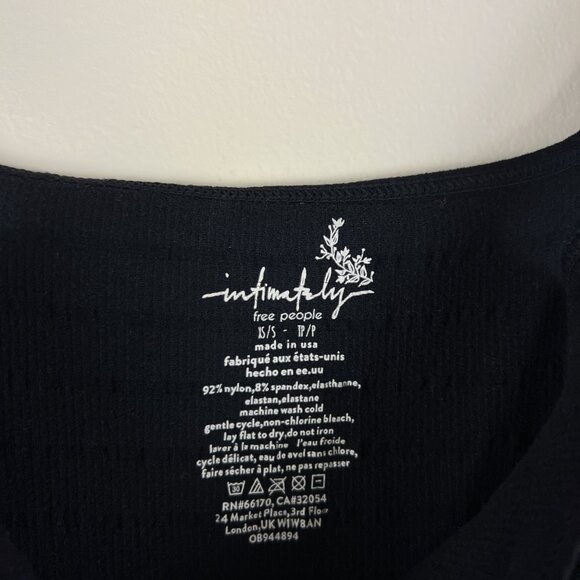 intimately
free people
XS/S - TP/P
made in usa
fabriqué aux états-unis
hecho en ee.uu
92% nylon,8% spandex,elasthanne,
elastan,elastane
machine wash cold
gentle cycle,non-chlorine bleach,
lay flat to dry,do not iron
laver à la machine l'eau froide
cycle délicat, eau de avel sans chlore,
faire sécher à plat, ne pas repasser
30
RN#66170, CA#32054
24 Market Place, 3rd Floor
London, UK W1W8AN
OB944894